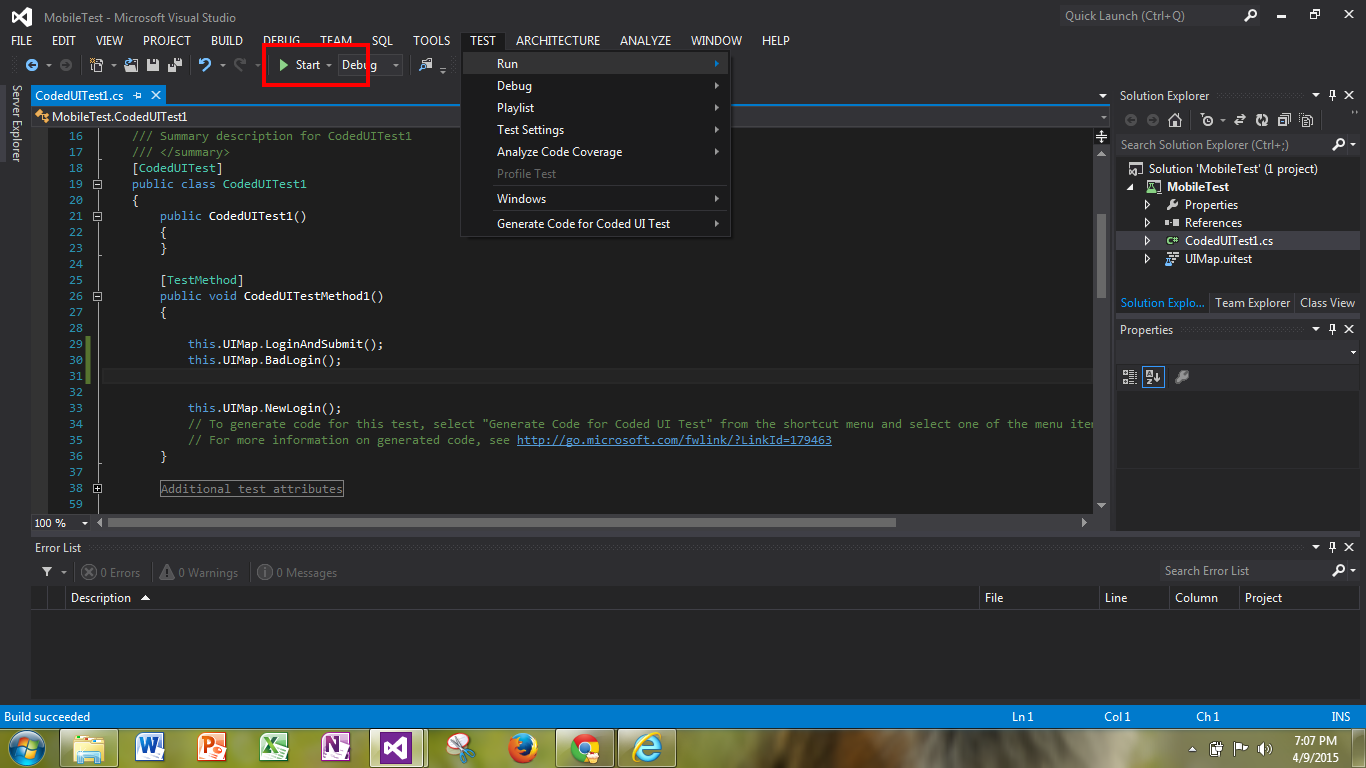 MobileTest - Microsoft Visual Studio
Quick Launch (Ctrl+Q)
FILE EDIT VIEW PROJECT BUILD DEBUG TEAM SQL TOOLS TEST ARCHITECTURE ANALYZE WINDOW HELP
Start Debug
Run
Debug
Playlist
Test Settings
Analyze Code Coverage
Profile Test
Windows
Generate Code for Coded UI Test
Server Explorer
CodedUITest1.cs
MobileTest.CodedUITest1
16 /// Summary description for CodedUITest1
17 /// </summary>
18 [CodedUITest]
19 public class CodedUITest1
20 {
21 public CodedUITest1()
22 {
23 }
24
25 [TestMethod]
26 public void CodedUITestMethod1()
27 {
28
29 this.UIMap.LoginAndSubmit();
30 this.UIMap.BadLogin();
31
32
33 this.UIMap.NewLogin();
34 // To generate code for this test, select "Generate Code for Coded UI Test" from the shortcut menu and select one of the menu item
35 // For more information on generated code, see http://go.microsoft.com/fwlink/?LinkId=179463
36 }
37
38 Additional test attributes
59
100 %
Solution Explorer
Search Solution Explorer (Ctrl+;)
Solution 'MobileTest' (1 project)
MobileTest
Properties
References
C# CodedUITest1.cs
UIMap.uitest
Solution Explo... Team Explorer Class View
Properties
Error List
0 Errors 0 Warnings 0 Messages
Search Error List
Description File Line Column Project
Build succeeded
Ln 1 Col 1 Ch 1 INS
7:07 PM
4/9/2015